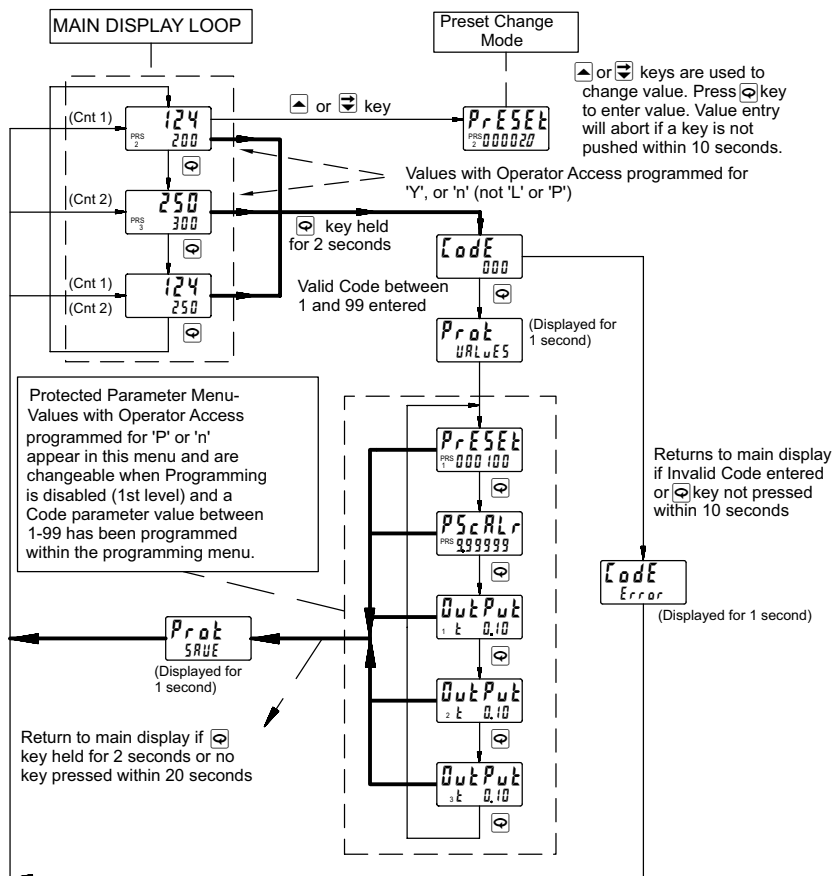 MAIN DISPLAY LOOP
Preset Change
Mode
(Cnt 1)
124
PRS
2
200
or
key
PrESEt
PRS
2
000020
or
keys are used to
change value. Press
key
to enter value. Value entry
will abort if a key is not
pushed within 10 seconds.
Values with Operator Access programmed for
'Y', or 'n' (not 'L' or 'P')
(Cnt 2)
250
PRS
3
300
key held
for 2 seconds
CodE
000
(Cnt 1)
(Cnt 2)
124
250
Valid Code between
1 and 99 entered
Prot
VALuES
(Displayed for
1 second)
Protected Parameter Menu-
Values with Operator Access
programmed for 'P' or 'n'
appear in this menu and are
changeable when Programming
is disabled (1st level) and a
Code parameter value between
1-99 has been programmed
within the programming menu.
PrESEt
PRS
1
000100
PScALr
PRS
9.99999
OutPut
1 t 0.10
OutPut
2 t 0.10
OutPut
3 t 0.10
Returns to main display
if Invalid Code entered
or
key not pressed
within 10 seconds
CodE
Error
(Displayed for 1 second)
Prot
SAVE
(Displayed for
1 second)
Return to main display if
key held for 2 seconds or no
key pressed within 20 seconds